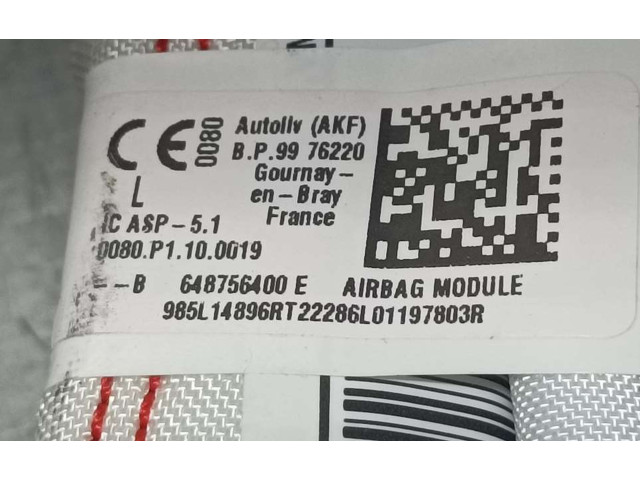 CE 0080
Autoliv (AKF)
B.P.99 76220
Gournay-
en-Bray
France
L
IC ASP-5.1
0080.P1.10.0019
--B 648756400 E AIRBAG MODULE
985L14896RT22286L01197803R